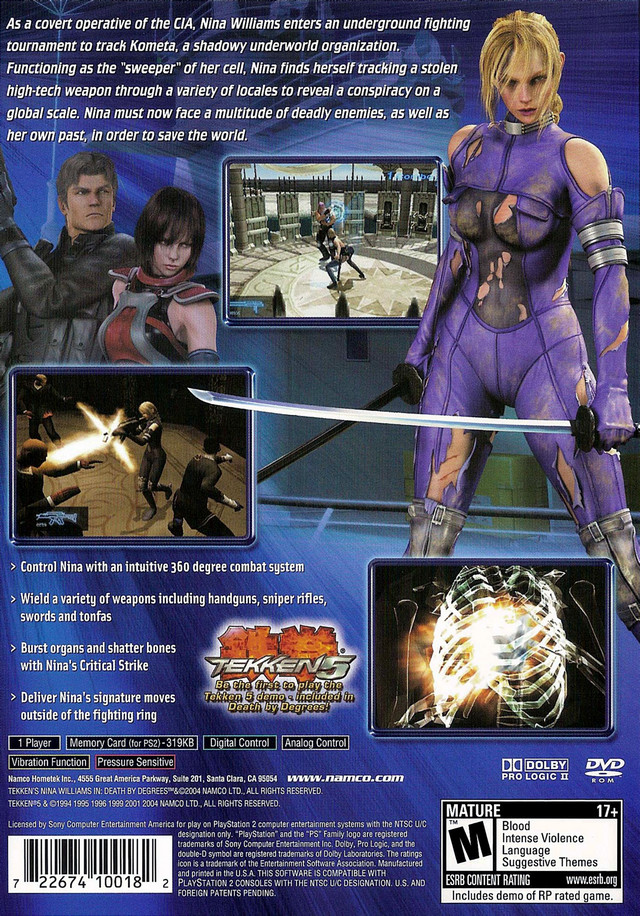 As a covert operative of the CIA, Nina Williams enters an underground fighting
tournament to track Kometa, a shadowy underworld organization.
Functioning as the "sweeper" of her cell, Nina finds herself tracking a stolen
high-tech weapon through a variety of locales to reveal a conspiracy on a
global scale. Nina must now face a multitude of deadly enemies, as well as
her own past, in order to save the world.
> Control Nina with an intuitive 360 degree combat system
> Wield a variety of weapons including handguns, sniper rifles,
swords and tonfas
> Burst organs and shatter bones
with Nina's Critical Strike
> Deliver Nina's signature moves
outside of the fighting ring
鉄拳
TEKKEN 5
Be the first to play the
Tekken 5 demo - included in
Death by Degrees!
1 Player
Memory Card (for PS2) - 319KB
Digital Control
Analog Control
Vibration Function
Pressure Sensitive
Namco Hometek Inc., 4555 Great America Parkway, Suite 201, Santa Clara, CA 95054 www.namco.com
TEKKEN'S NINA WILLIAMS IN: DEATH BY DEGREES™&©2004 NAMCO LTD., ALL RIGHTS RESERVED.
TEKKEN®5 & ©1994 1995 1996 1999 2001 2004 NAMCO LTD., ALL RIGHTS RESERVED.
DOLBY
PRO LOGIC II
DVD
ROM
Licensed by Sony Computer Entertainment America for play on PlayStation 2 computer entertainment systems with the NTSC U/C
designation only. "PlayStation" and the "PS" Family logo are registered
trademarks of Sony Computer Entertainment Inc. Dolby, Pro Logic, and the
double-D symbol are registered trademarks of Dolby Laboratories. The ratings
icon is a trademark of the Entertainment Software Association. Manufactured
and printed in the U.S.A. THIS SOFTWARE IS COMPATIBLE WITH
PLAYSTATION 2 CONSOLES WITH THE NTSC U/C DESIGNATION. U.S. AND
FOREIGN PATENTS PENDING.
7 22674 10018 2
MATURE 17+
M
Blood
Intense Violence
Language
Suggestive Themes
ESRB CONTENT RATING www.esrb.org
Includes demo of RP rated game.